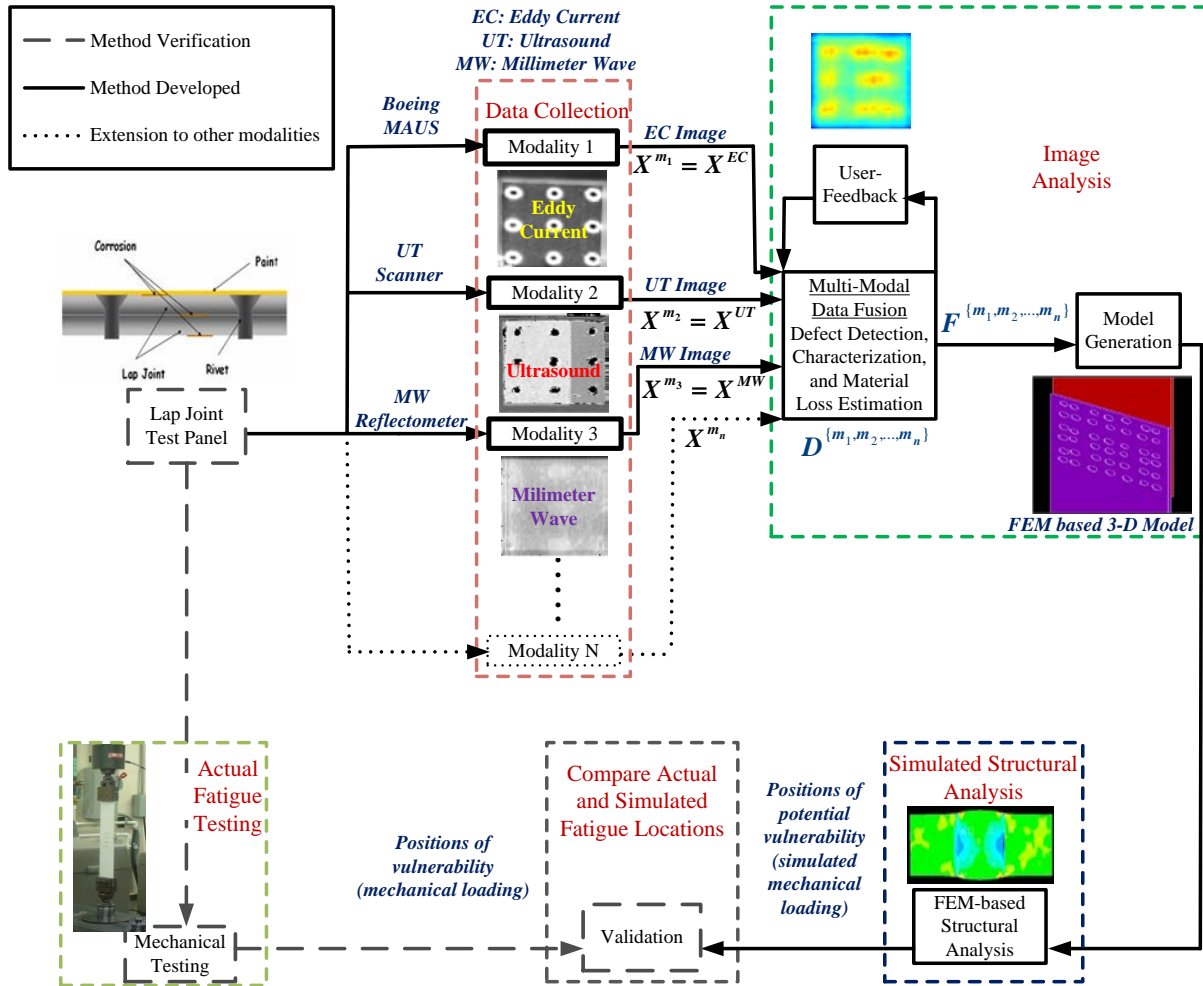 EC: Eddy Current
UT: Ultrasound
MW: Millimeter Wave
Method Verification
Method Developed
Extension to other modalities
Corrosion
Paint
Lap Joint
Rivet
Lap Joint
Test Panel
Boeing
MAUS
UT
Scanner
MW
Reflectometer
Data Collection
Modality 1
Eddy
Current
Modality 2
Ultrasound
Modality 3
Milimeter
Wave
Modality N
EC Image
X^{m_1} = X^{EC}
UT Image
X^{m_2} = X^{UT}
MW Image
X^{m_3} = X^{MW}
X^{m_n}
Image
Analysis
User-
Feedback
Multi-Modal
Data Fusion
Defect Detection,
Characterization,
and Material
Loss Estimation
D^{\{m_1,m_2,...,m_n\}}
F^{\{m_1,m_2,...,m_n\}}
Model
Generation
FEM based 3-D Model
Actual
Fatigue
Testing
Mechanical
Testing
Positions of
vulnerability
(mechanical loading)
Compare Actual
and Simulated
Fatigue Locations
Validation
Positions of
potential
vulnerability
(simulated
mechanical
loading)
Simulated Structural
Analysis
FEM-based
Structural
Analysis